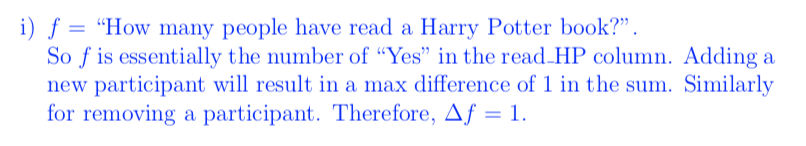 i) f = “How many people have read a Harry Potter book?”.
So f is essentially the number of “Yes” in the read_HP column. Adding a
new participant will result in a max difference of 1 in the sum. Similarly
for removing a participant. Therefore, Δf = 1.